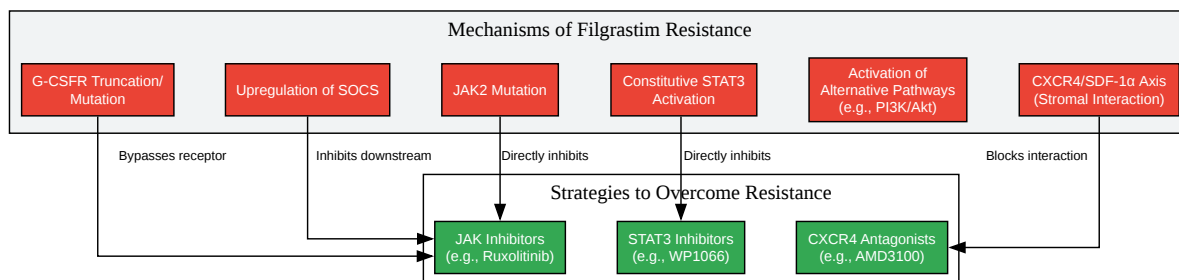 Mechanisms of Filgrastim Resistance
G-CSFR Truncation/
Mutation
Upregulation of SOCS
JAK2 Mutation
Constitutive STAT3
Activation
Activation of
Alternative Pathways
(e.g., PI3K/Akt)
CXCR4/SDF-1α Axis
(Stromal Interaction)
Bypasses receptor
Inhibits downstream
Directly inhibits
Directly inhibits
Blocks interaction
Strategies to Overcome Resistance
JAK Inhibitors
(e.g., Ruxolitinib)
STAT3 Inhibitors
(e.g., WP1066)
CXCR4 Antagonists
(e.g., AMD3100)